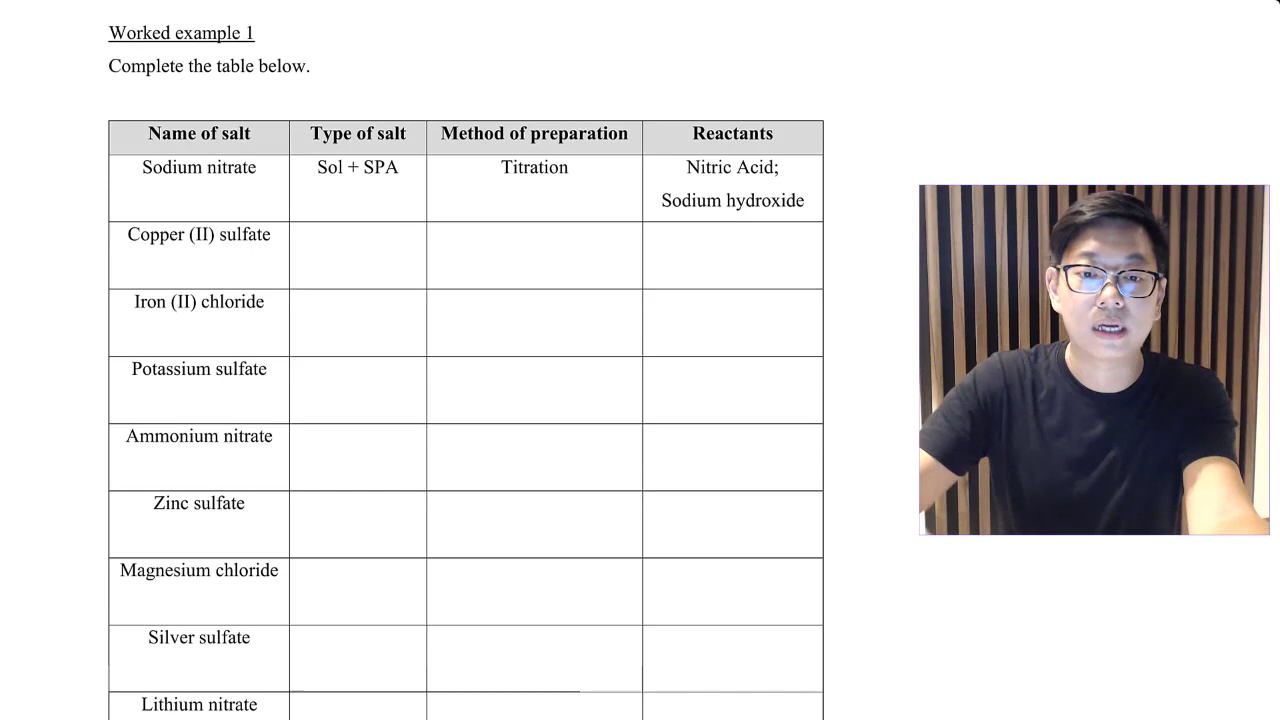 Worked example 1
Complete the table below.
Name of salt Type of salt Method of preparation Reactants
Sodium nitrate Sol + SPA Titration Nitric Acid;
Sodium hydroxide
Copper (II) sulfate
Iron (II) chloride
Potassium sulfate
Ammonium nitrate
Zinc sulfate
Magnesium chloride
Silver sulfate
Lithium nitrate